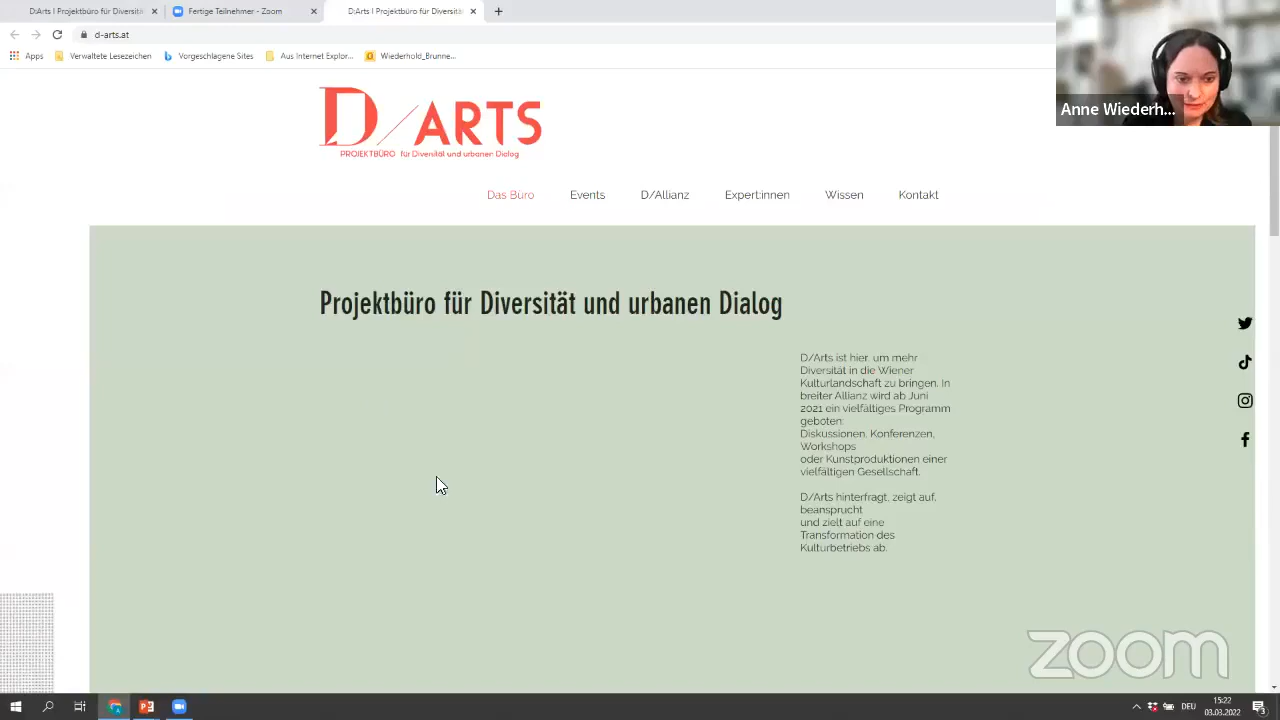 D/Arts I Projektbüro für Diversitä
Fertige Teilnehmer - Zoom
D/Arts I Projektbüro für Diversitä
d-arts.at
Apps
Verwaltete Lesezeichen
Vorgeschlagene Sites
Aus Internet Explor...
Wiederhold_Brunne...
Anne Wiederh...
D/ARTS
PROJEKTBÜRO für Diversität und urbanen Dialog
Das Büro
Events
D/Allianz
Expert:innen
Wissen
Kontakt
Projektbüro für Diversität und urbanen Dialog
D/Arts ist hier, um mehr
Diversität in die Wiener
Kulturlandschaft zu bringen. In
breiter Allianz wird ab Juni
2021 ein vielfältiges Programm
geboten:
Diskussionen, Konferenzen,
Workshops
oder Kunstproduktionen einer
vielfältigen Gesellschaft.
D/Arts hinterfragt, zeigt auf,
beansprucht
und zielt auf eine
Transformation des
Kulturbetriebs ab.
zoom
DEU
15:22
03.03.2022
3